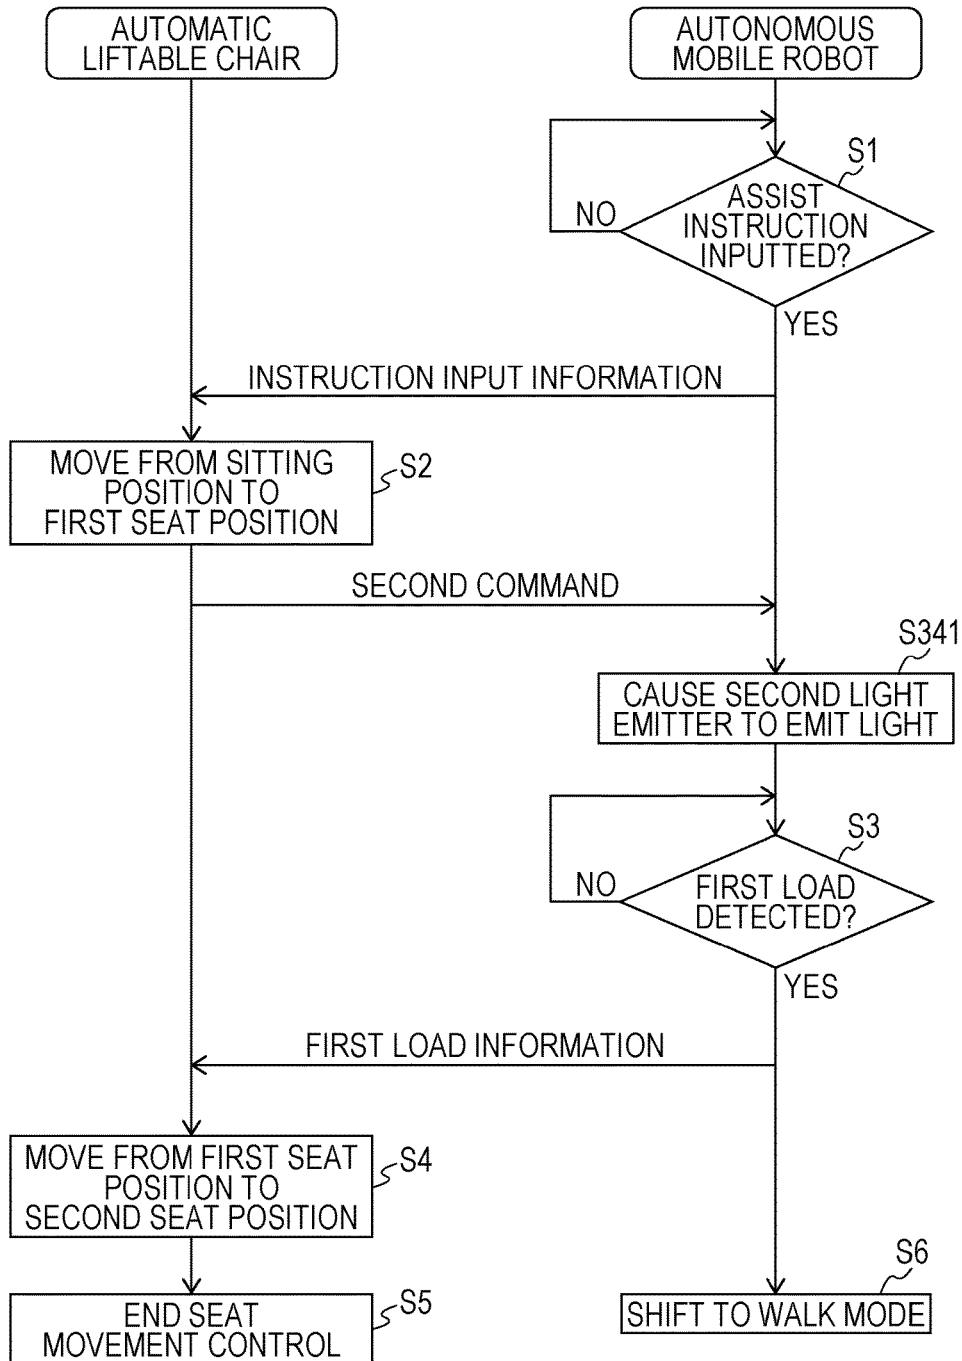 AUTOMATIC
LIFTABLE CHAIR
AUTONOMOUS
MOBILE ROBOT
S1
ASSIST
INSTRUCTION
INPUTTED?
NO
YES
INSTRUCTION INPUT INFORMATION
MOVE FROM SITTING
POSITION TO
FIRST SEAT POSITION
S2
SECOND COMMAND
S341
CAUSE SECOND LIGHT
EMITTER TO EMIT LIGHT
S3
FIRST LOAD
DETECTED?
NO
YES
FIRST LOAD INFORMATION
MOVE FROM FIRST SEAT
POSITION TO
SECOND SEAT POSITION
S4
END SEAT
MOVEMENT CONTROL
S5
S6
SHIFT TO WALK MODE